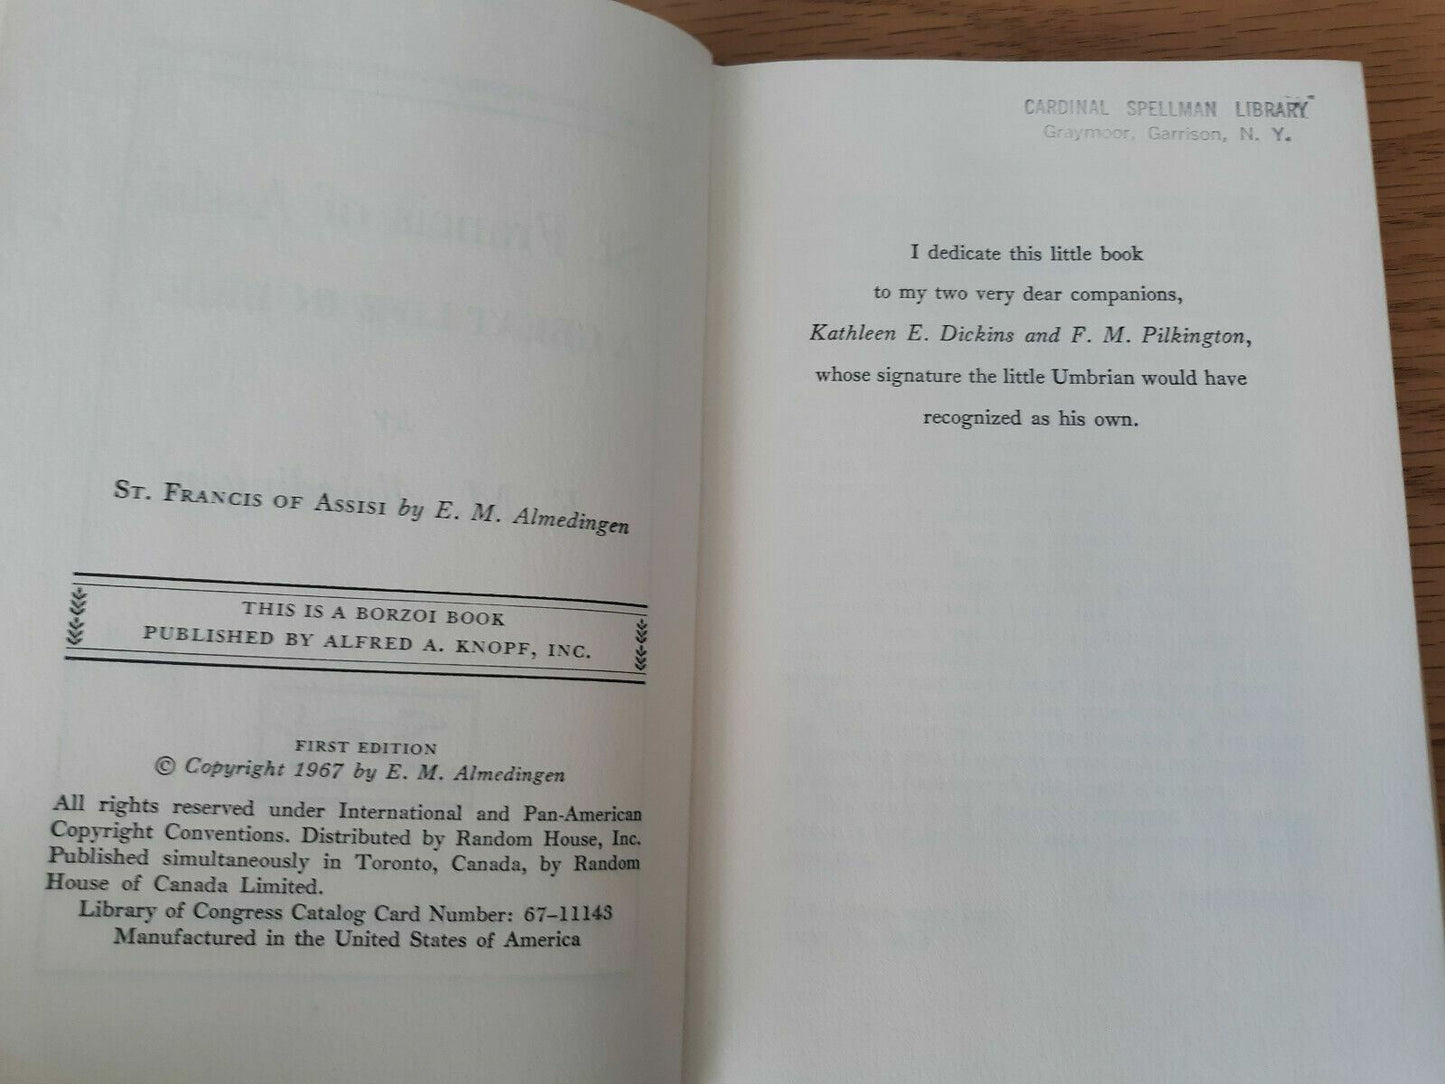 St. Francis of Assisi by E. M. Almedingen
THIS IS A BORZOI BOOK
PUBLISHED BY ALFRED A. KNOPF, INC.
FIRST EDITION
© Copyright 1967 by E. M. Almedingen
All rights reserved under International and Pan-American
Copyright Conventions. Distributed by Random House, Inc.
Published simultaneously in Toronto, Canada, by Random
House of Canada Limited.
Library of Congress Catalog Card Number: 67–11143
Manufactured in the United States of America
CARDINAL SPELLMAN LIBRARY
Graymoor, Garrison, N. Y.
I dedicate this little book
to my two very dear companions,
Kathleen E. Dickins and F. M. Pilkington,
whose signature the little Umbrian would have
recognized as his own.